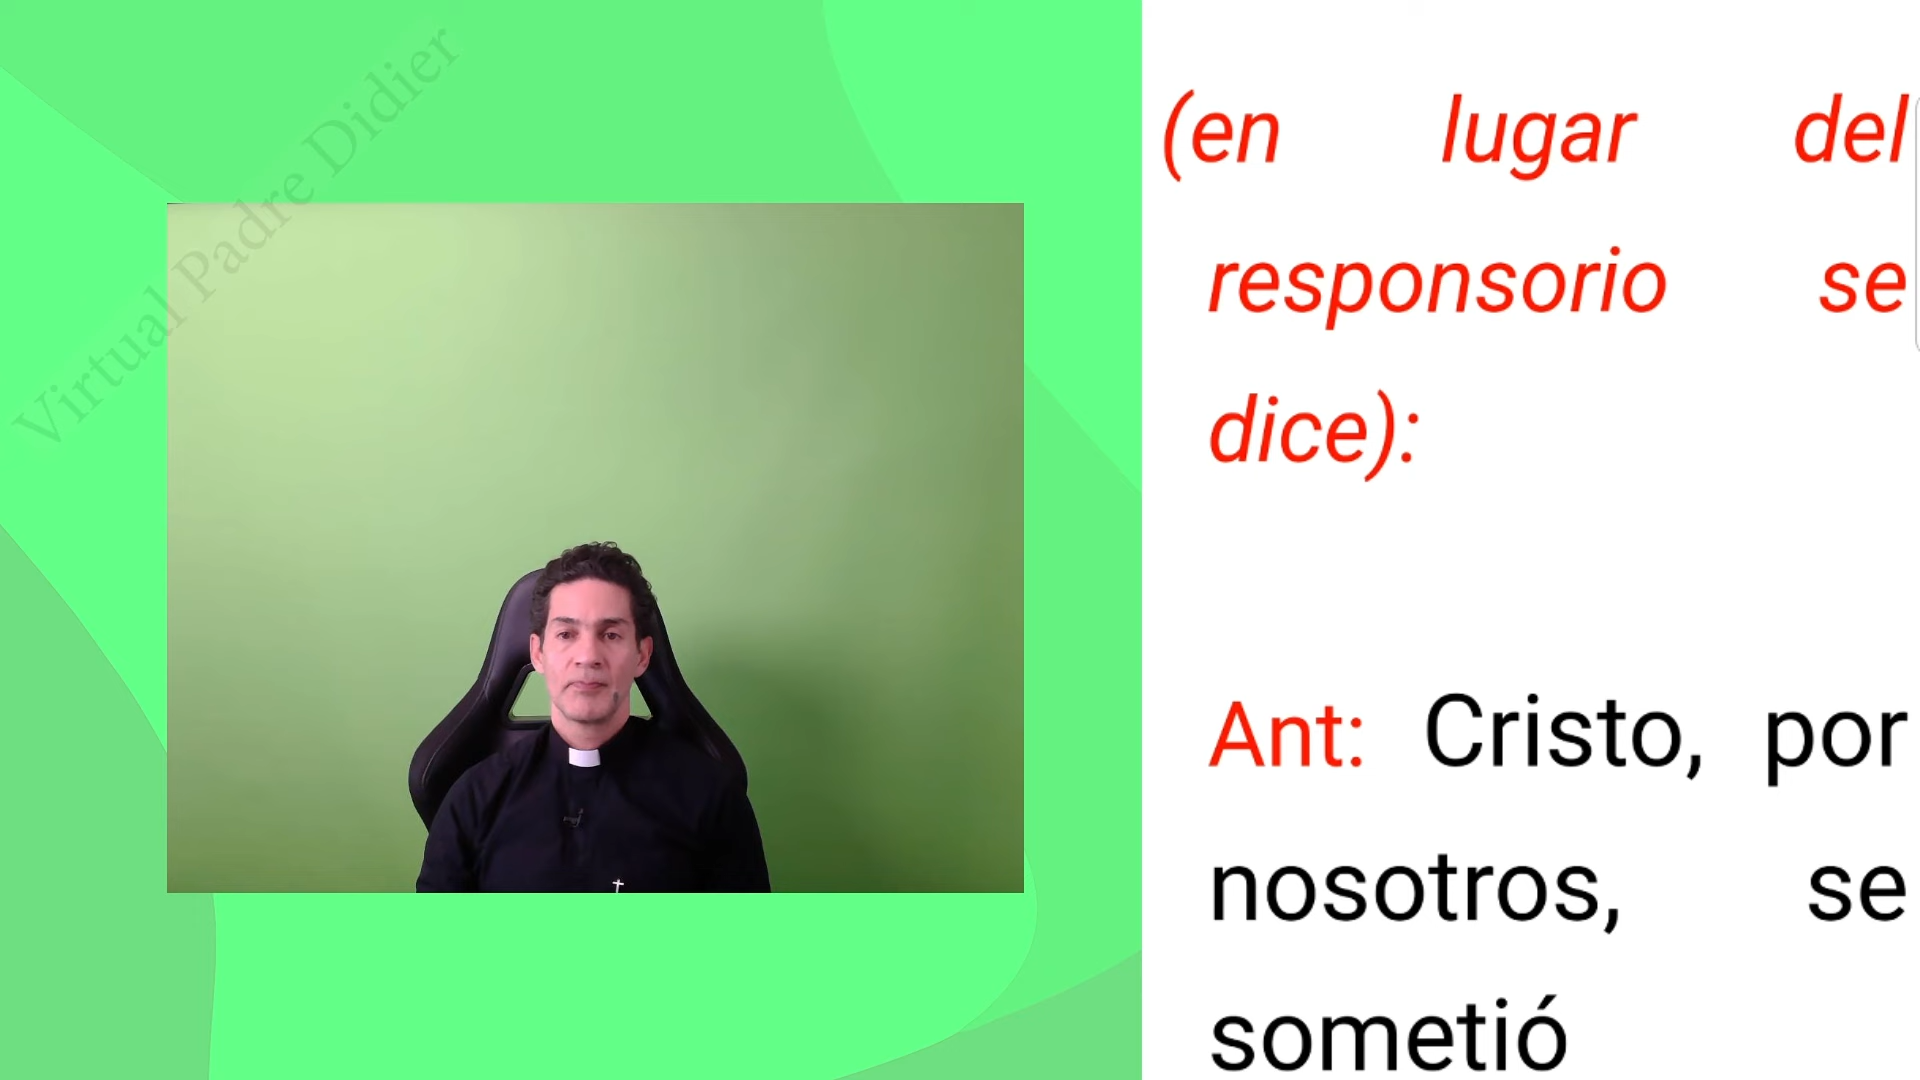 Virtual Padre Didier
(en lugar del
responsorio se
dice):
Ant: Cristo, por
nosotros, se
sometió